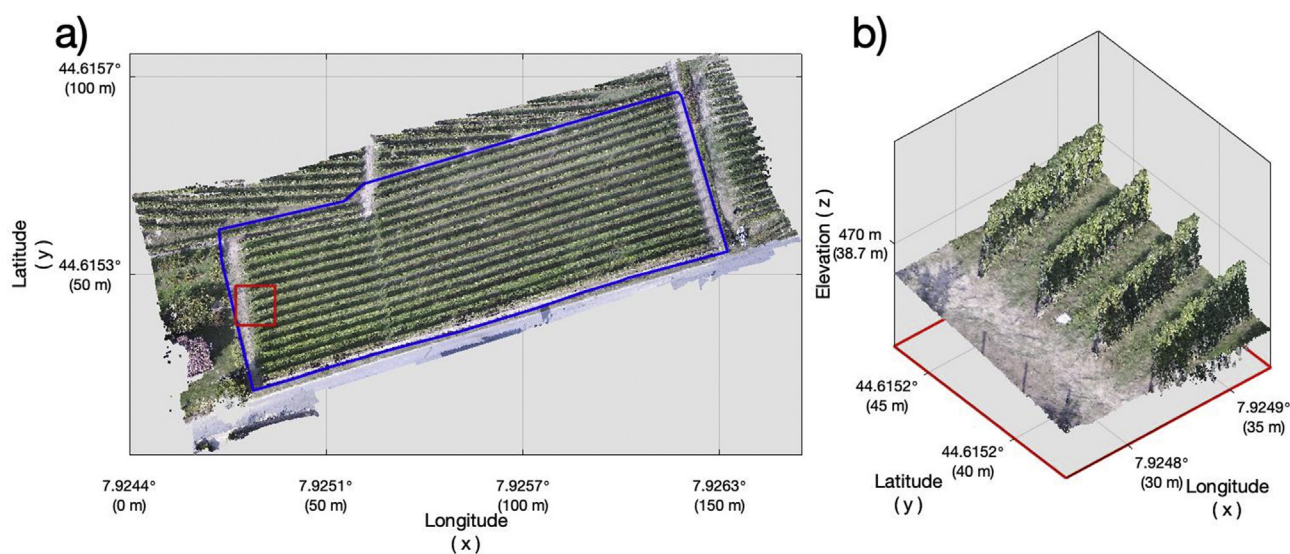 a)
44.6157°
(100 m)
44.6153°
(50 m)
Latitude
( y )
7.9244°
(0 m)
7.9251°
(50 m)
7.9257°
(100 m)
7.9263°
(150 m)
Longitude
( x )
b)
Elevation ( z )
470 m
(38.7 m)
44.6152°
(45 m)
44.6152°
(40 m)
Latitude
( y )
7.9249°
(35 m)
7.9248°
(30 m)
Longitude
( x )